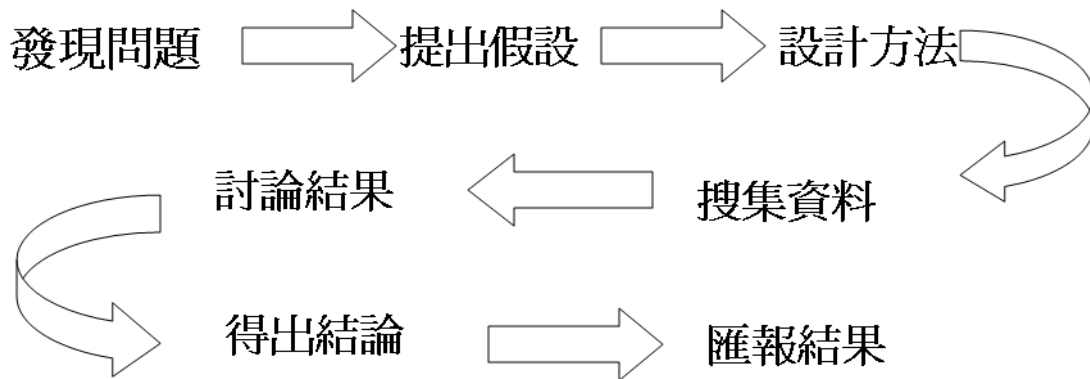 發現問題
提出假設
設計方法
搜集資料
討論結果
得出結論
匯報結果